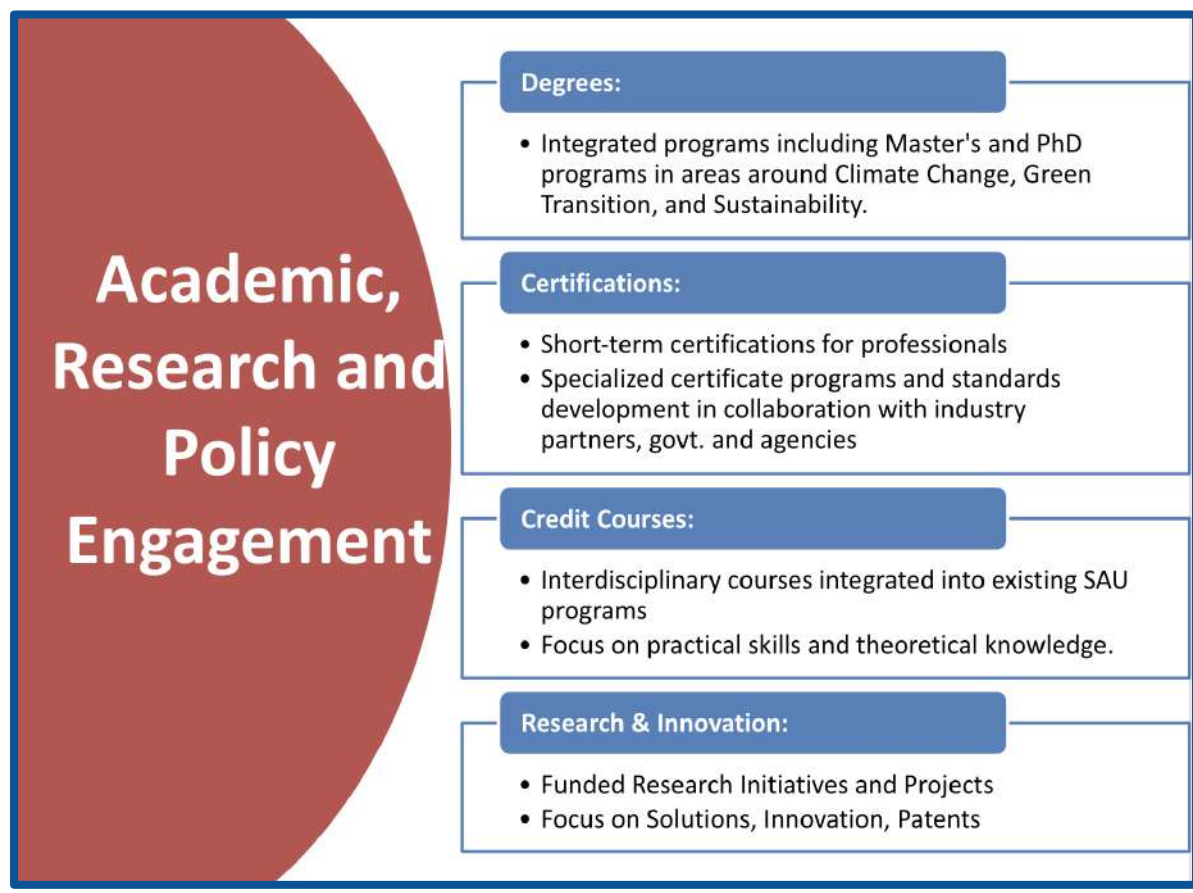 Academic,
Research and
Policy
Engagement
Degrees:
• Integrated programs including Master's and PhD
programs in areas around Climate Change, Green
Transition, and Sustainability.
Certifications:
• Short-term certifications for professionals
• Specialized certificate programs and standards
development in collaboration with industry
partners, govt. and agencies
Credit Courses:
• Interdisciplinary courses integrated into existing SAU
programs
• Focus on practical skills and theoretical knowledge.
Research & Innovation:
• Funded Research Initiatives and Projects
• Focus on Solutions, Innovation, Patents